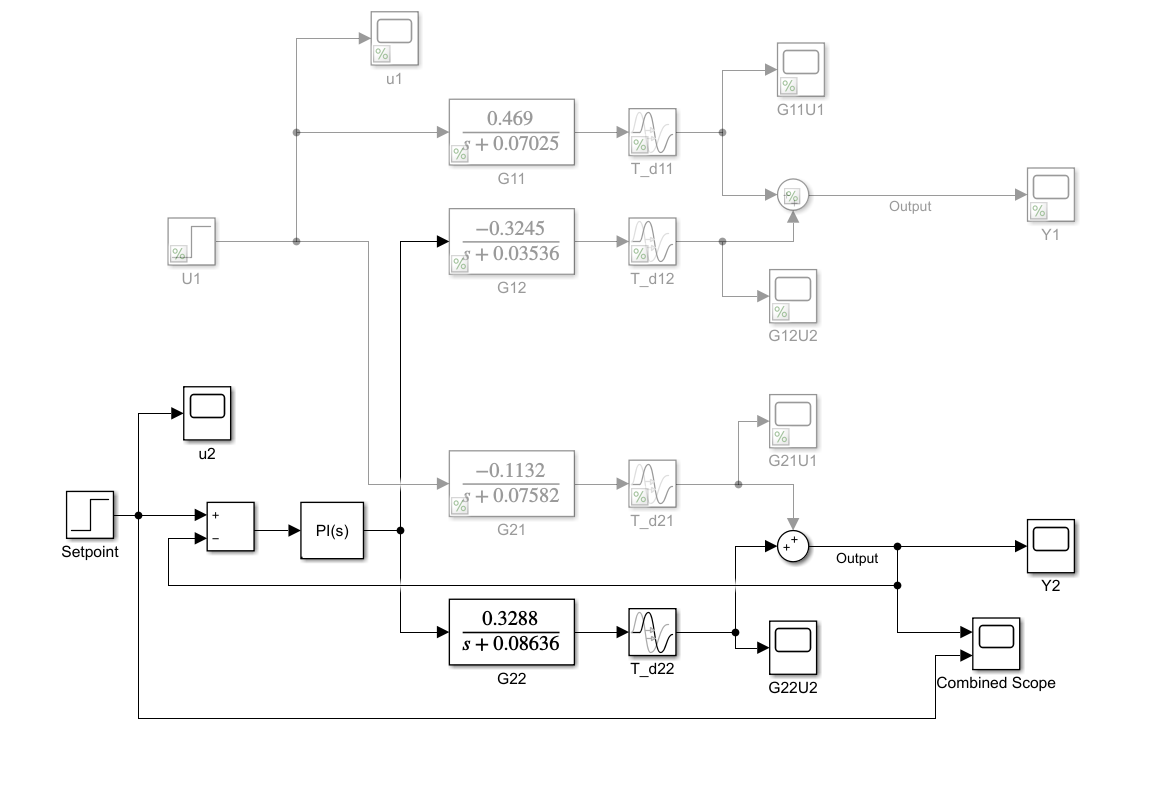 u1
%
G11U1
%
0.469
s + 0.07025
%
G11
T_d11
%
%
Output
Y1
%
U1
%
−0.3245
s + 0.03536
%
G12
T_d12
%
G12U2
%
u2
G21U1
%
−0.1132
s + 0.07582
%
G21
T_d21
%
Setpoint
+
−
PI(s)
+
+
Output
Y2
0.3288
s + 0.08636
G22
T_d22
G22U2
Combined Scope